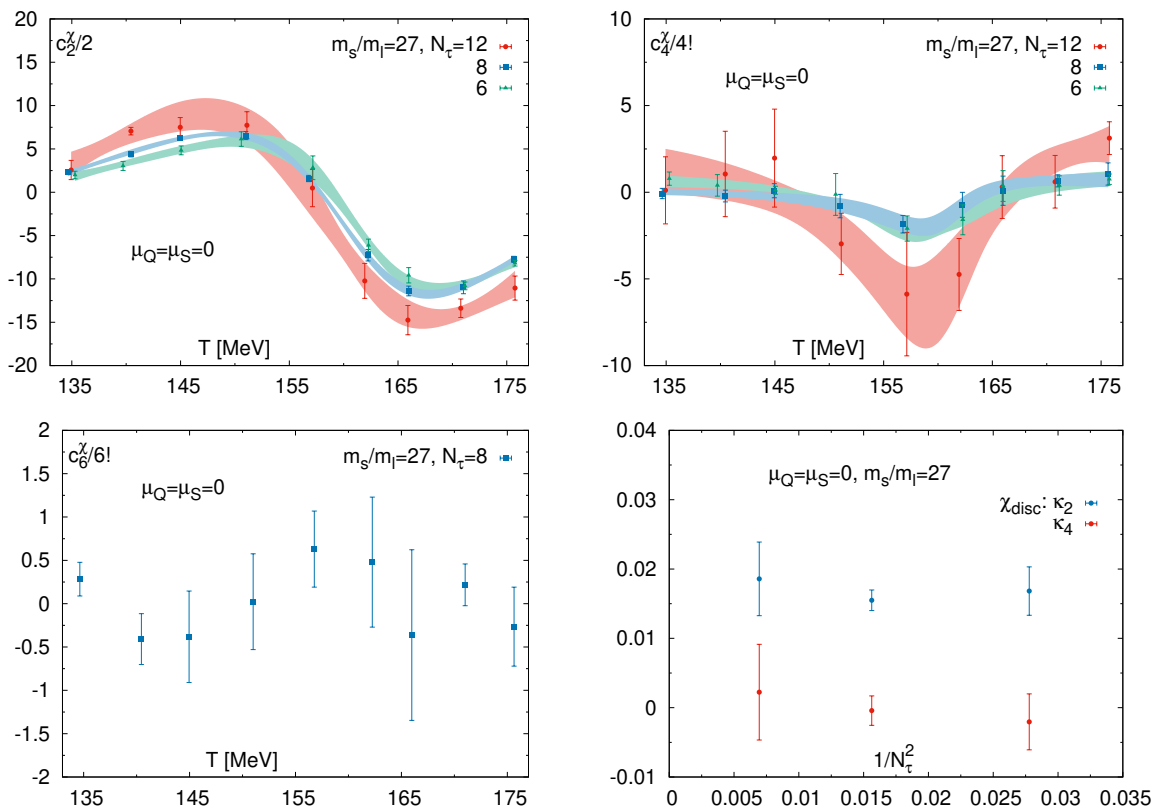 c₂^χ/2
m_s/m_l=27, N_τ=12
8
6
μ_Q=μ_S=0
T [MeV]
20
15
10
5
0
-5
-10
-15
-20
135 145 155 165 175
c₄^χ/4!
m_s/m_l=27, N_τ=12
8
6
μ_Q=μ_S=0
T [MeV]
10
5
0
-5
-10
135 145 155 165 175
c₆^χ/6!
m_s/m_l=27, N_τ=8
μ_Q=μ_S=0
T [MeV]
2
1.5
1
0.5
0
-0.5
-1
-1.5
-2
135 145 155 165 175
μ_Q=μ_S=0, m_s/m_l=27
χ_disc: κ₂
κ₄
1/N_τ²
0.04
0.03
0.02
0.01
0
-0.01
0 0.005 0.01 0.015 0.02 0.025 0.03 0.035